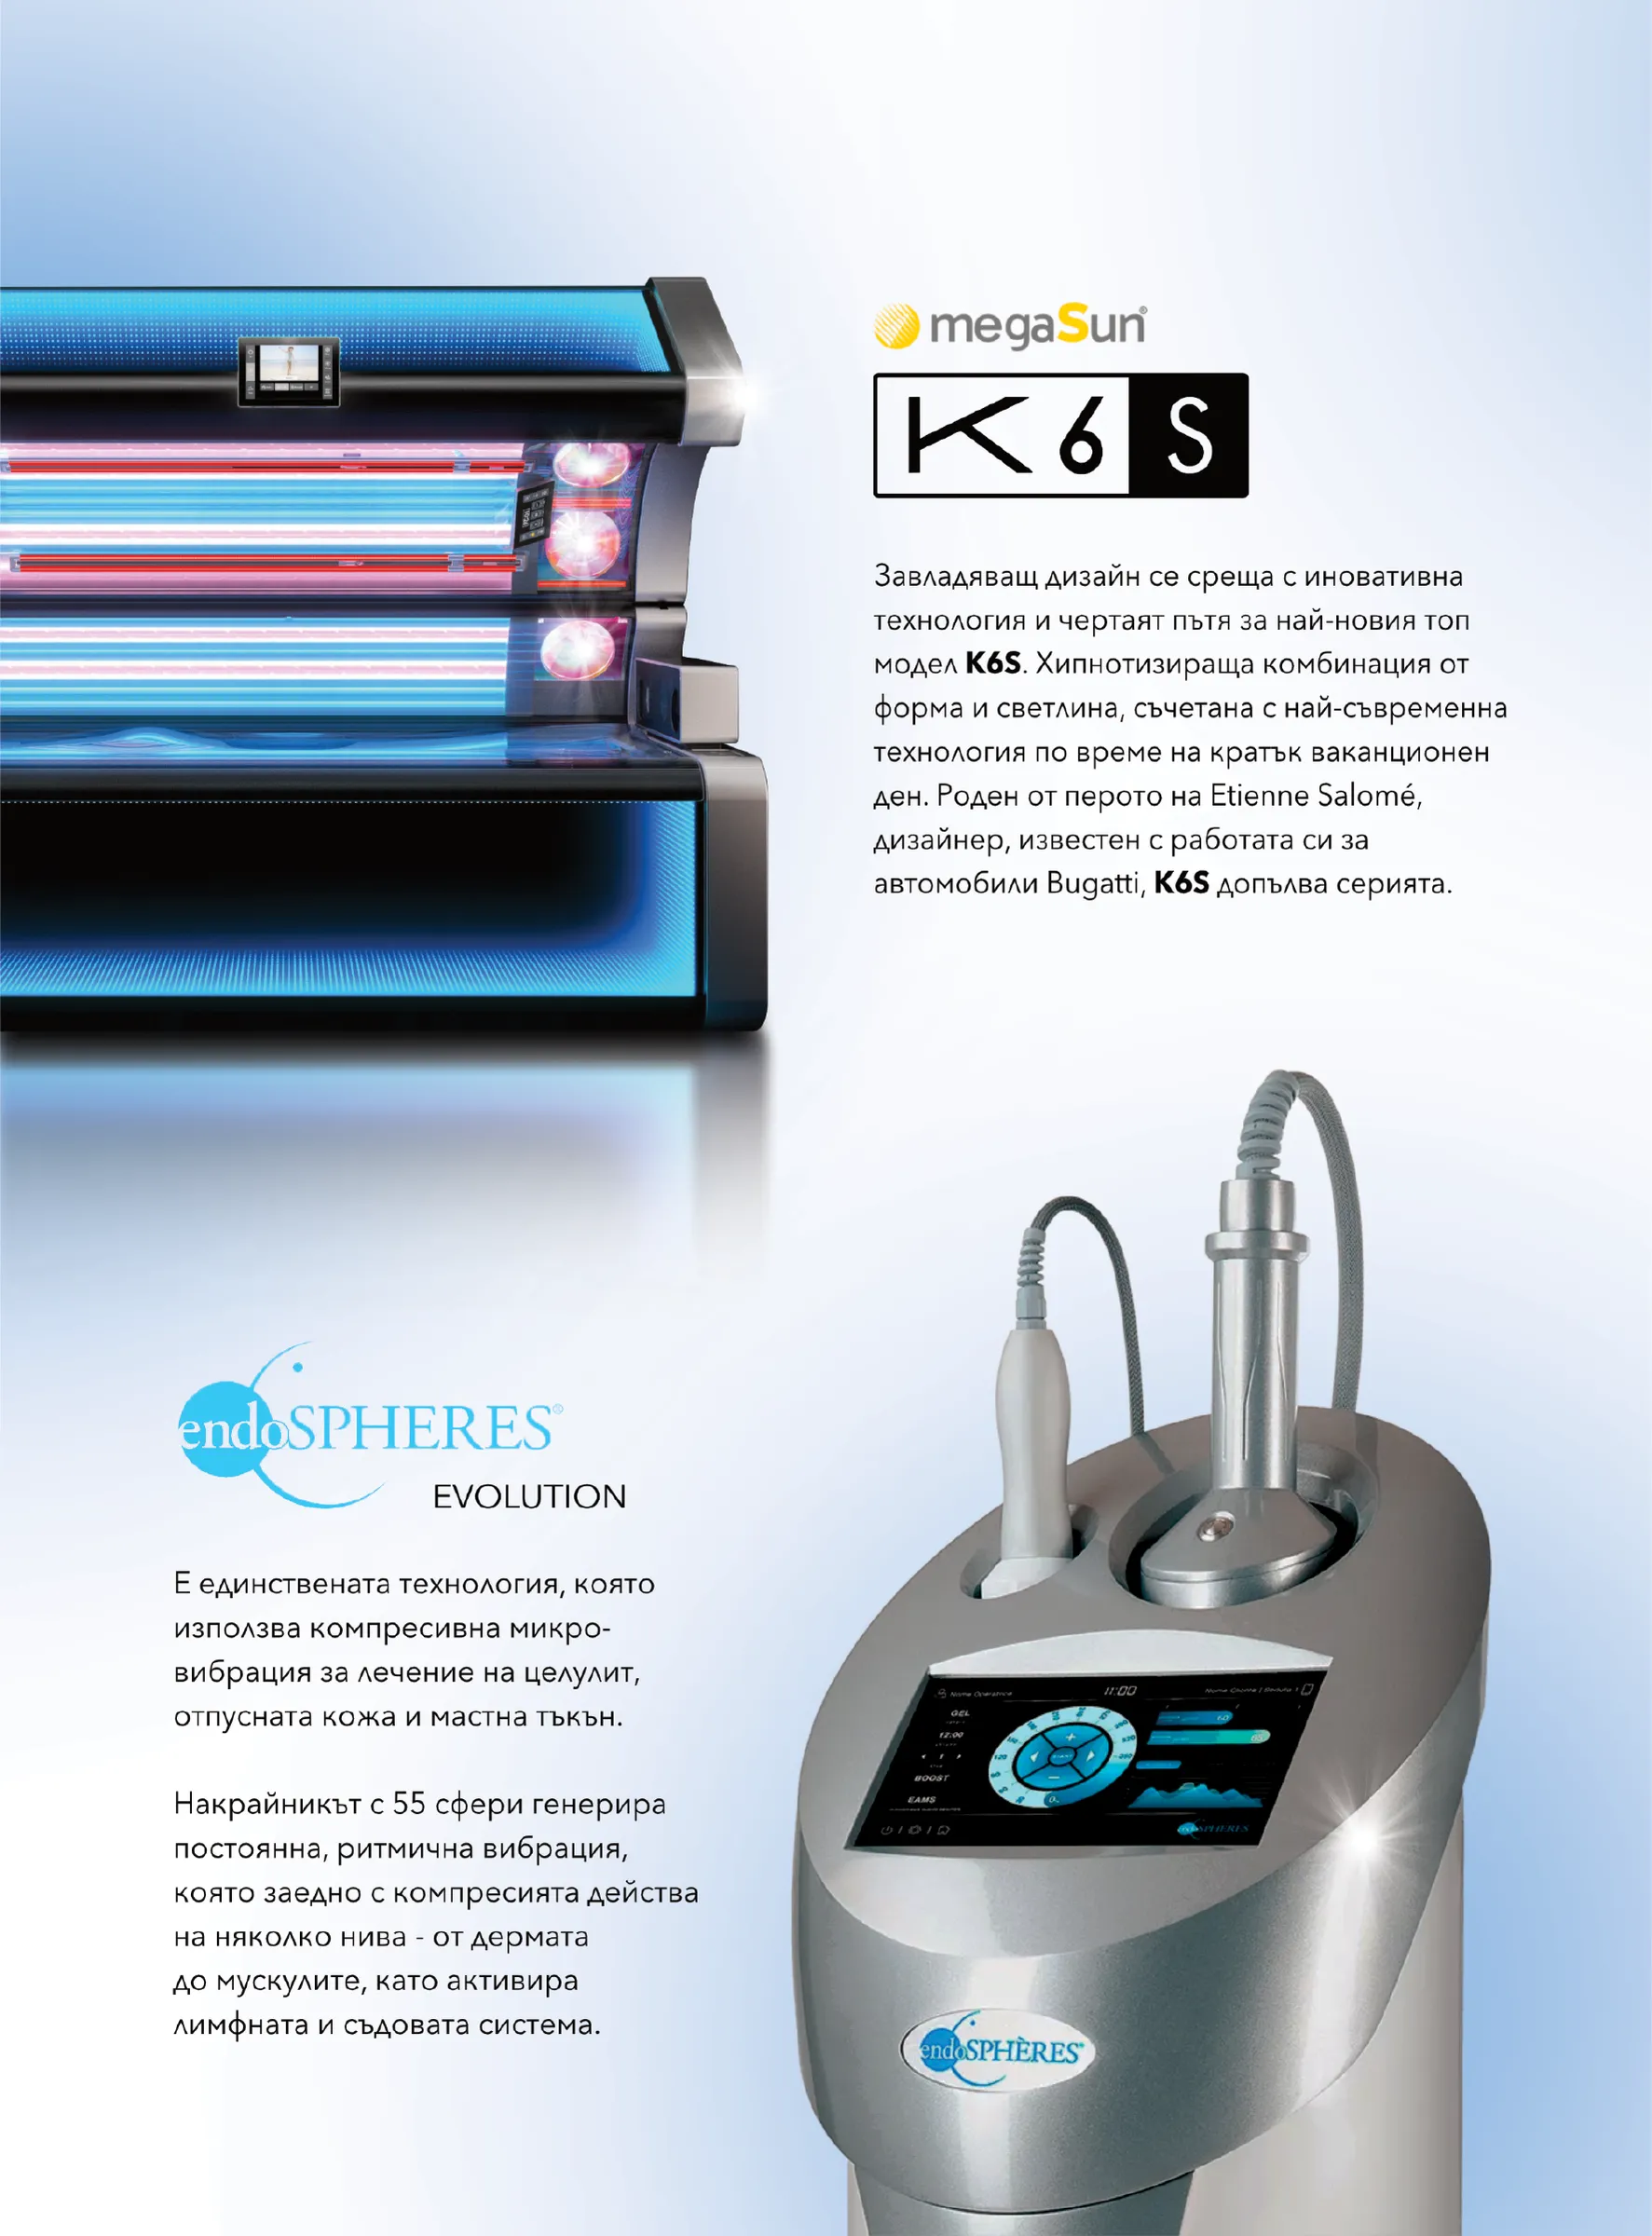 megaSun®
K6S
Завладяващ дизайн се среща с иновативна
технология и чертаят пътя за най-новия топ
модел K6S. Хипнотизираща комбинация от
форма и светлина, съчетана с най-съвременна
технология по време на кратък ваканционен
ден. Роден от перото на Etienne Salomé,
дизайнер, известен с работата си за
автомобили Bugatti, K6S допълва серията.
endoSPHERES®
EVOLUTION
Е единствената технология, която
използва компресивна микро-
вибрация за лечение на целулит,
отпусната кожа и мастна тъкън.
Накрайникът с 55 сфери генерира
постоянна, ритмична вибрация,
която заедно с компресията действа
на няколко нива - от дермата
до мускулите, като активира
лимфната и съдовата система.
Nome Operatrice
11:00
GEL
12:00
BOOST
EAMS
endoSPHERES
endoSPHÈRES®